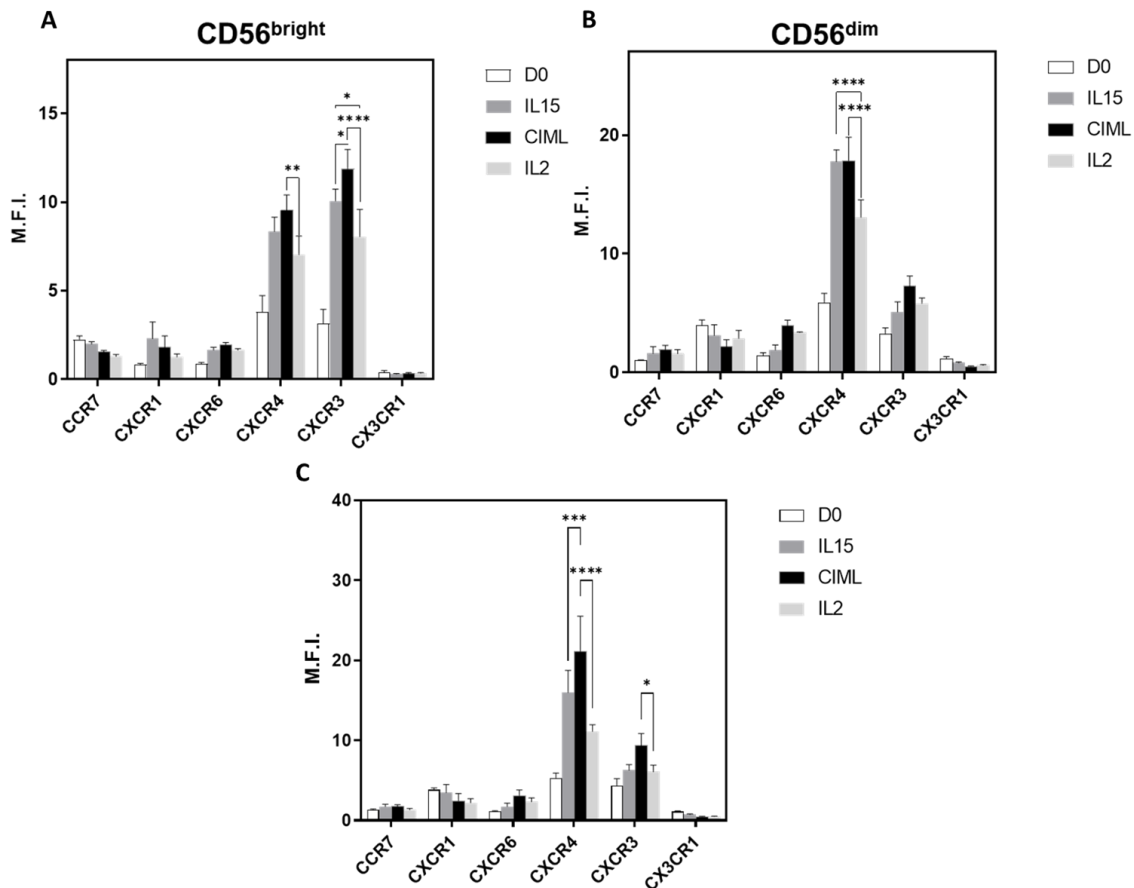 A
CD56bright
15
10
5
0
M.F.I.
*
****
*
**
D0
IL15
CIML
IL2
CCR7
CXCR1
CXCR6
CXCR4
CXCR3
CX3CR1
B
CD56dim
20
10
0
M.F.I.
****
****
D0
IL15
CIML
IL2
CCR7
CXCR1
CXCR6
CXCR4
CXCR3
CX3CR1
C
40
30
20
10
0
M.F.I.
***
****
*
D0
IL15
CIML
IL2
CCR7
CXCR1
CXCR6
CXCR4
CXCR3
CX3CR1